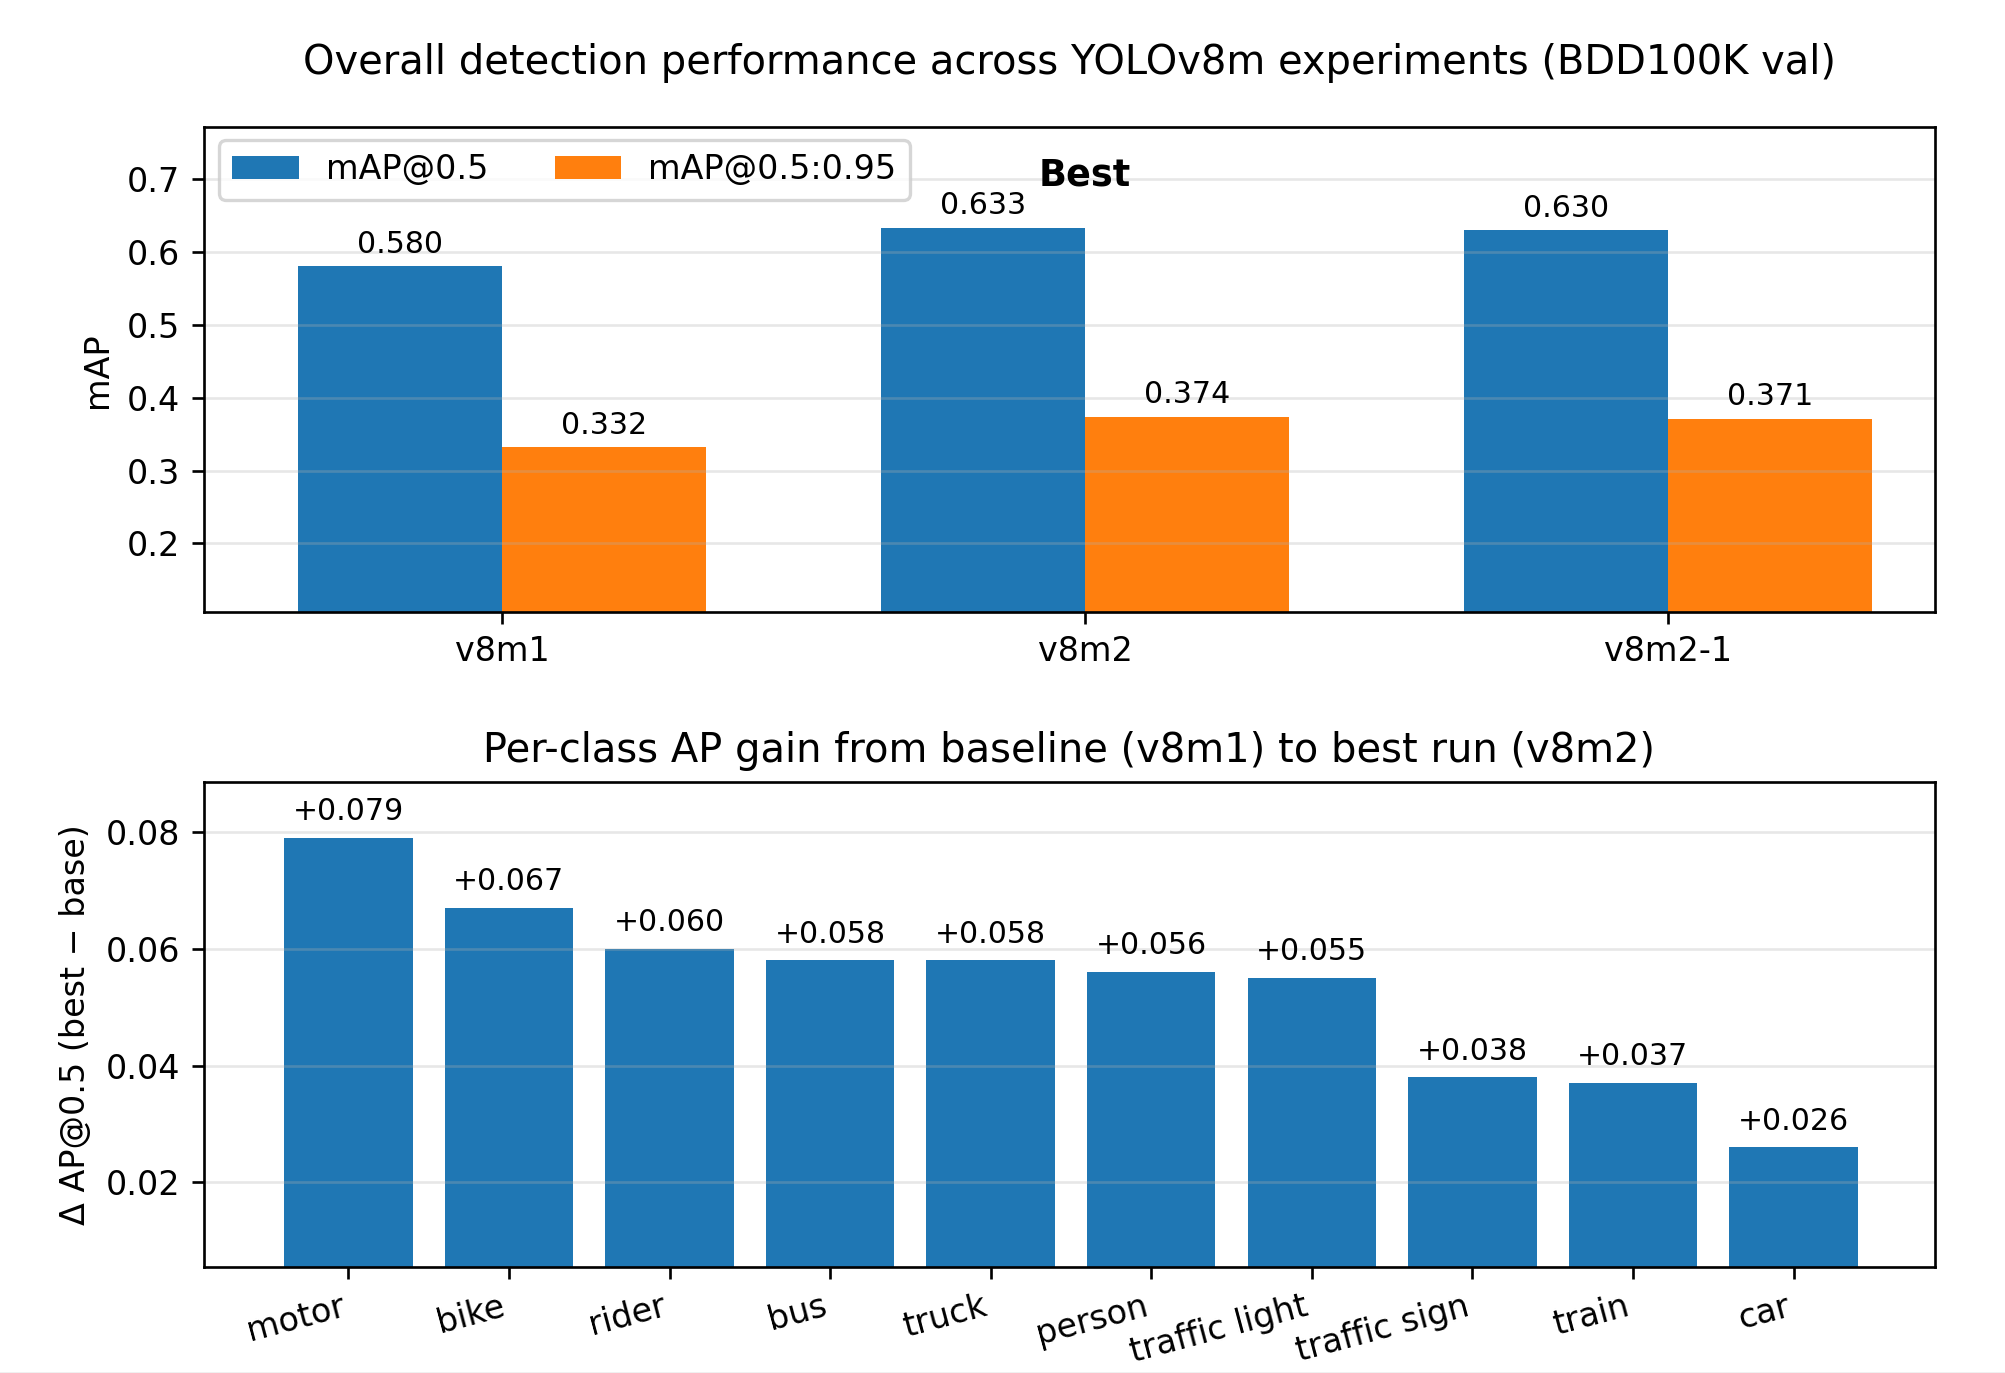 Overall detection performance across YOLOv8m experiments (BDD100K val)
mAP@0.5 mAP@0.5:0.95
Best
0.7
0.6
0.5
0.4
0.3
0.2
mAP
0.580
0.332
0.633
0.374
0.630
0.371
v8m1 v8m2 v8m2-1
Per-class AP gain from baseline (v8m1) to best run (v8m2)
0.08
0.06
0.04
0.02
Δ AP@0.5 (best − base)
+0.079
+0.067
+0.060
+0.058
+0.058
+0.056
+0.055
+0.038
+0.037
+0.026
motor
bike
rider
bus
truck
person
traffic light
traffic sign
train
car